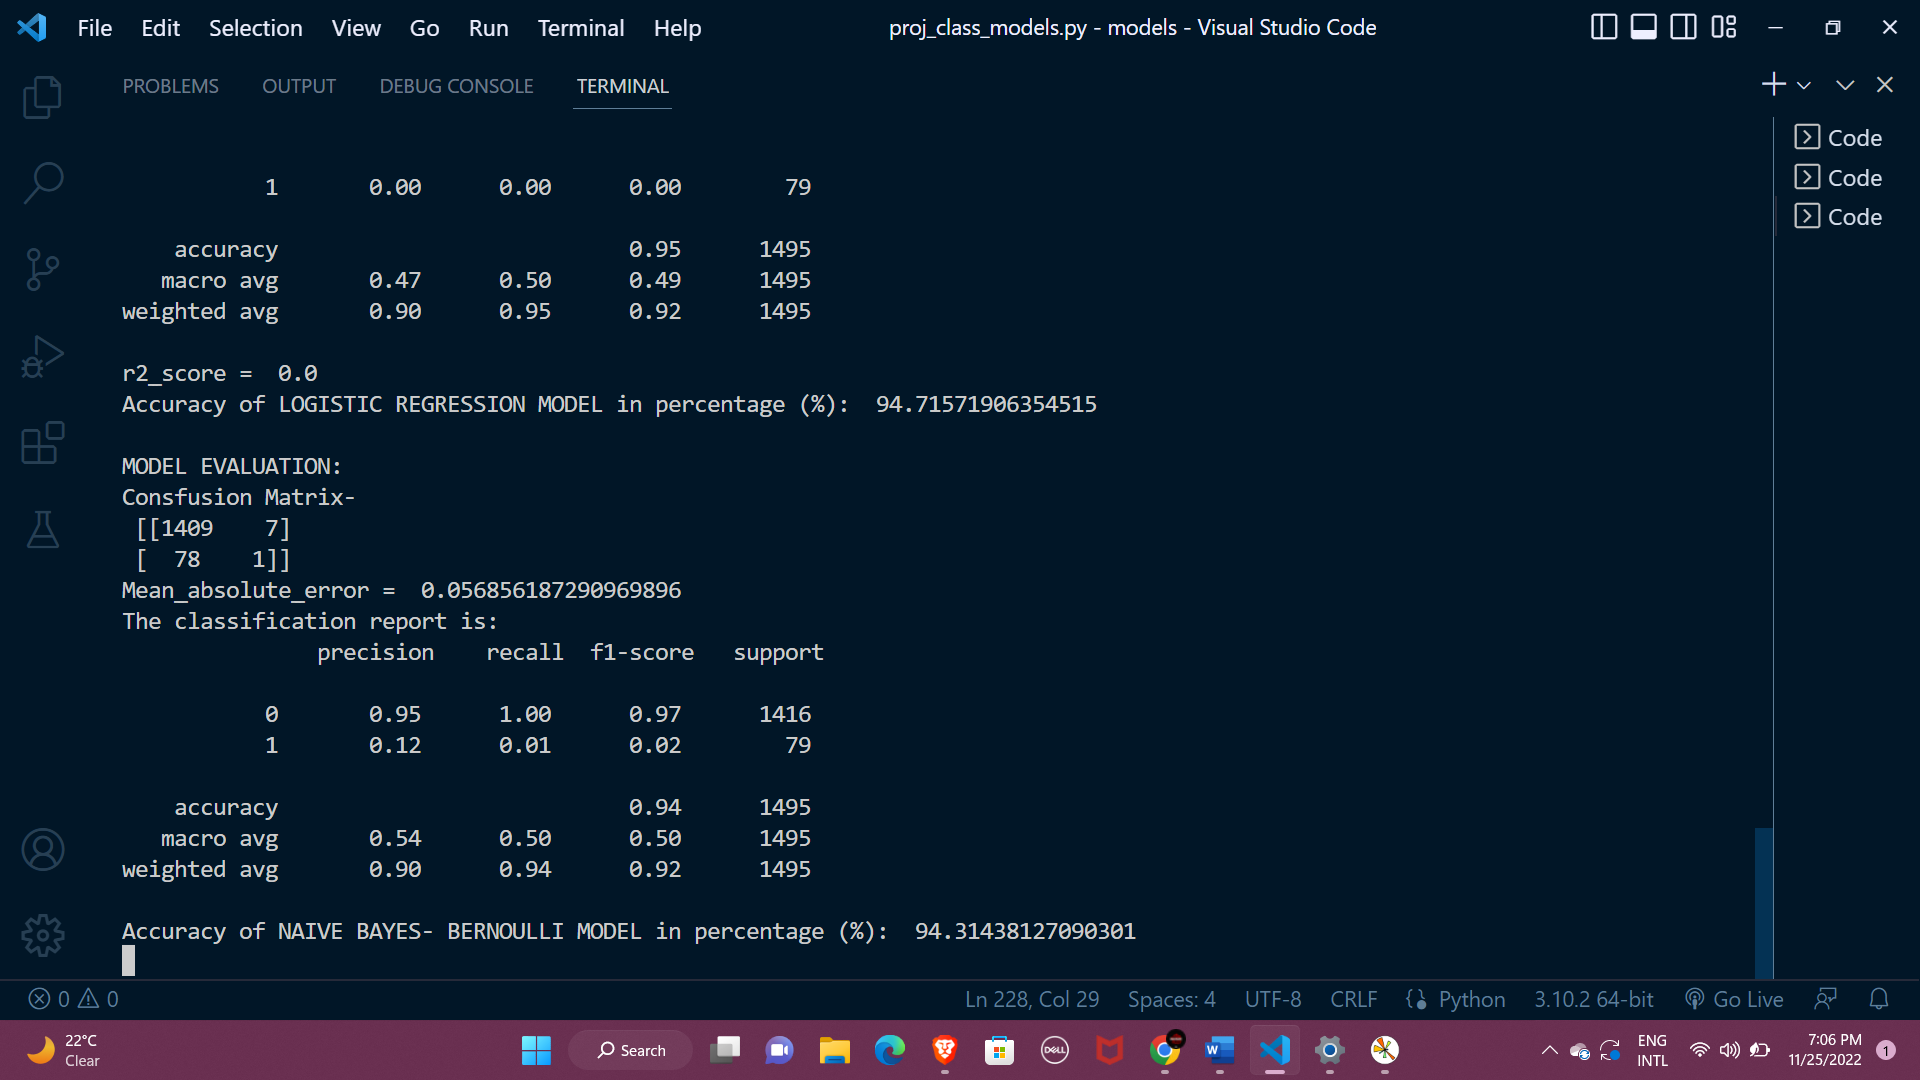 File Edit Selection View Go Run Terminal Help
proj_class_models.py - models - Visual Studio Code
PROBLEMS OUTPUT DEBUG CONSOLE TERMINAL
Code
Code
Code
1 0.00 0.00 0.00 79
accuracy 0.95 1495
macro avg 0.47 0.50 0.49 1495
weighted avg 0.90 0.95 0.92 1495
r2_score = 0.0
Accuracy of LOGISTIC REGRESSION MODEL in percentage (%): 94.71571906354515
MODEL EVALUATION:
Consfusion Matrix-
[[1409 7]
[ 78 1]]
Mean_absolute_error = 0.056856187290969896
The classification report is:
precision recall f1-score support
0 0.95 1.00 0.97 1416
1 0.12 0.01 0.02 79
accuracy 0.94 1495
macro avg 0.54 0.50 0.50 1495
weighted avg 0.90 0.94 0.92 1495
Accuracy of NAIVE BAYES- BERNOULLI MODEL in percentage (%): 94.31438127090301
0 0 Ln 228, Col 29 Spaces: 4 UTF-8 CRLF Python 3.10.2 64-bit Go Live
22°C
Clear
Search
DELL
W
ENG
INTL
7:06 PM
11/25/2022
1